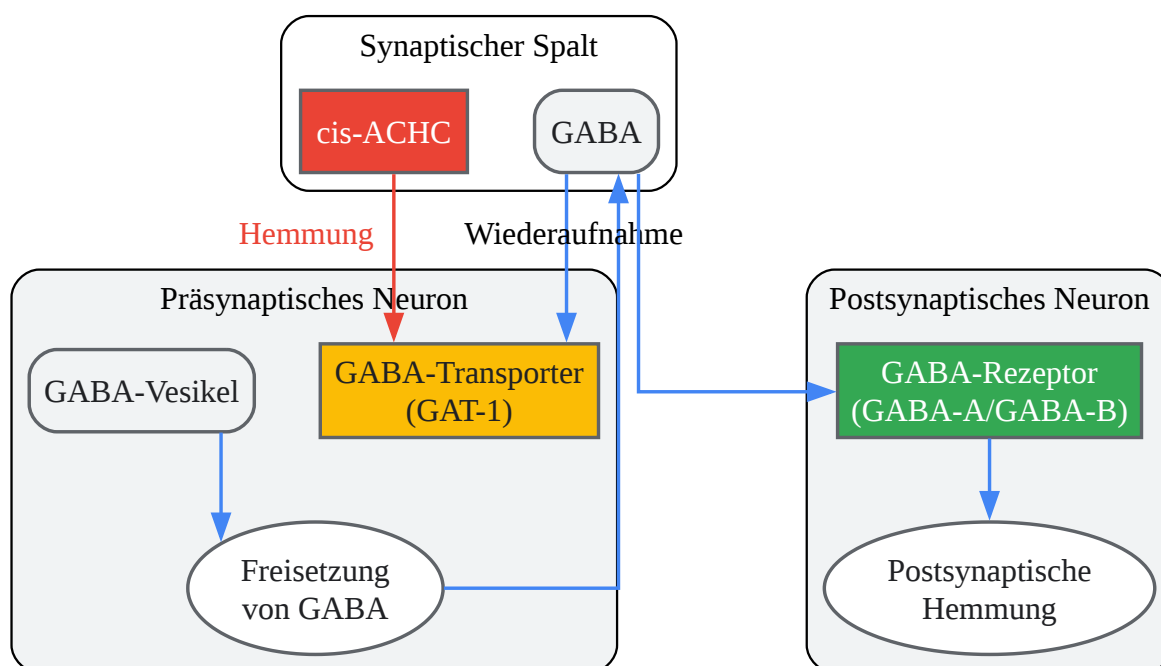 Synaptischer Spalt
cis-ACHC
GABA
Hemmung
Wiederaufnahme
Präsynaptisches Neuron
GABA-Vesikel
GABA-Transporter
(GAT-1)
Freisetzung
von GABA
Postsynaptisches Neuron
GABA-Rezeptor
(GABA-A/GABA-B)
Postsynaptische
Hemmung